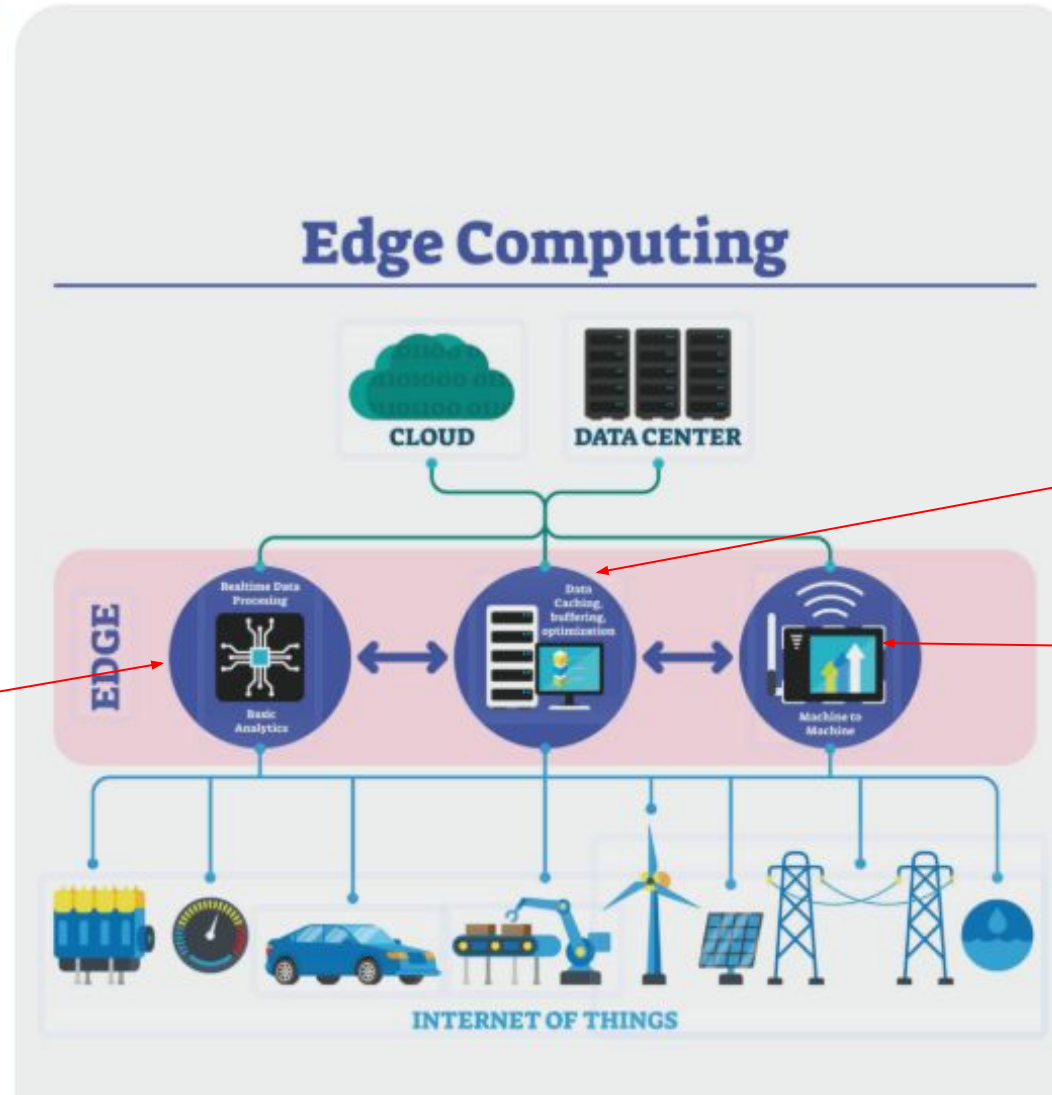 Edge Computing
CLOUD
DATA CENTER
EDGE
Realtime Data
Procesing
Basic
Analytics
Data
Caching,
buffering,
optimization
Machine to
Machine
INTERNET OF THINGS